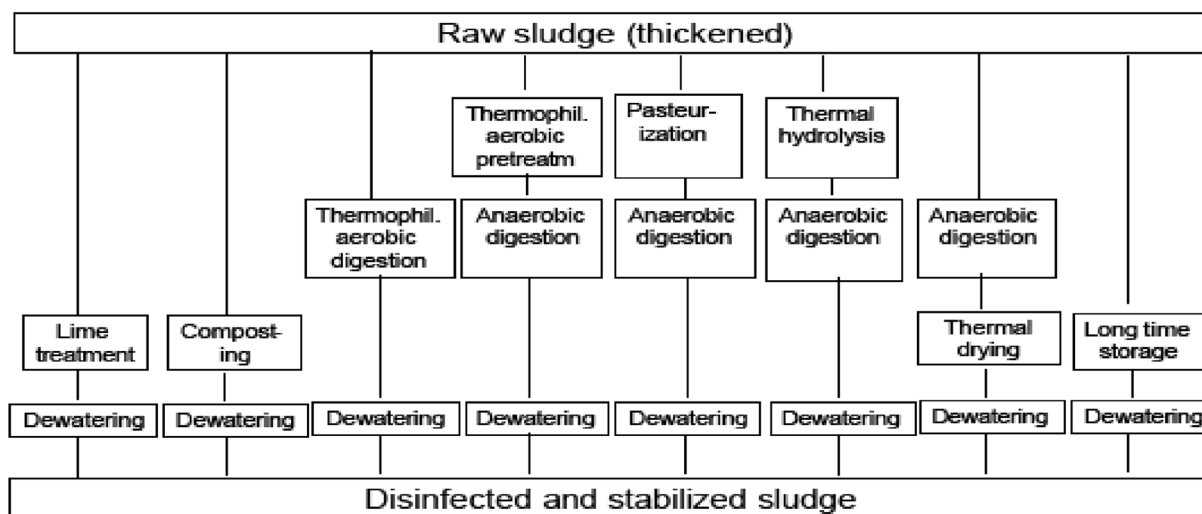 Raw sludge (thickened)
Thermophil.
aerobic
pretreatm
Pasteur-
ization
Thermal
hydrolysis
Thermophil.
aerobic
digestion
Anaerobic
digestion
Anaerobic
digestion
Anaerobic
digestion
Anaerobic
digestion
Lime
treatment
Compost-
ing
Thermal
drying
Long time
storage
Dewatering
Dewatering
Dewatering
Dewatering
Dewatering
Dewatering
Dewatering
Dewatering
Disinfected and stabilized sludge